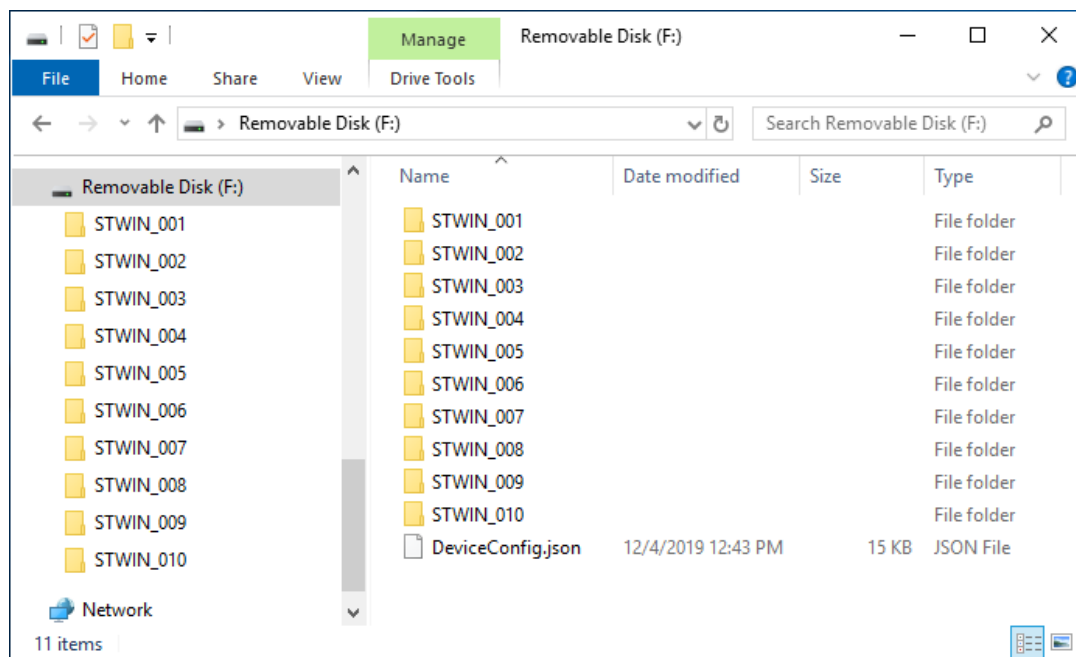 Manage Removable Disk (F:)
File Home Share View Drive Tools ?
Removable Disk (F:) Search Removable Disk (F:)
Removable Disk (F:)
STWIN_001
STWIN_002
STWIN_003
STWIN_004
STWIN_005
STWIN_006
STWIN_007
STWIN_008
STWIN_009
STWIN_010
Network
Name Date modified Size Type
STWIN_001 File folder
STWIN_002 File folder
STWIN_003 File folder
STWIN_004 File folder
STWIN_005 File folder
STWIN_006 File folder
STWIN_007 File folder
STWIN_008 File folder
STWIN_009 File folder
STWIN_010 File folder
DeviceConfig.json 12/4/2019 12:43 PM 15 KB JSON File
11 items